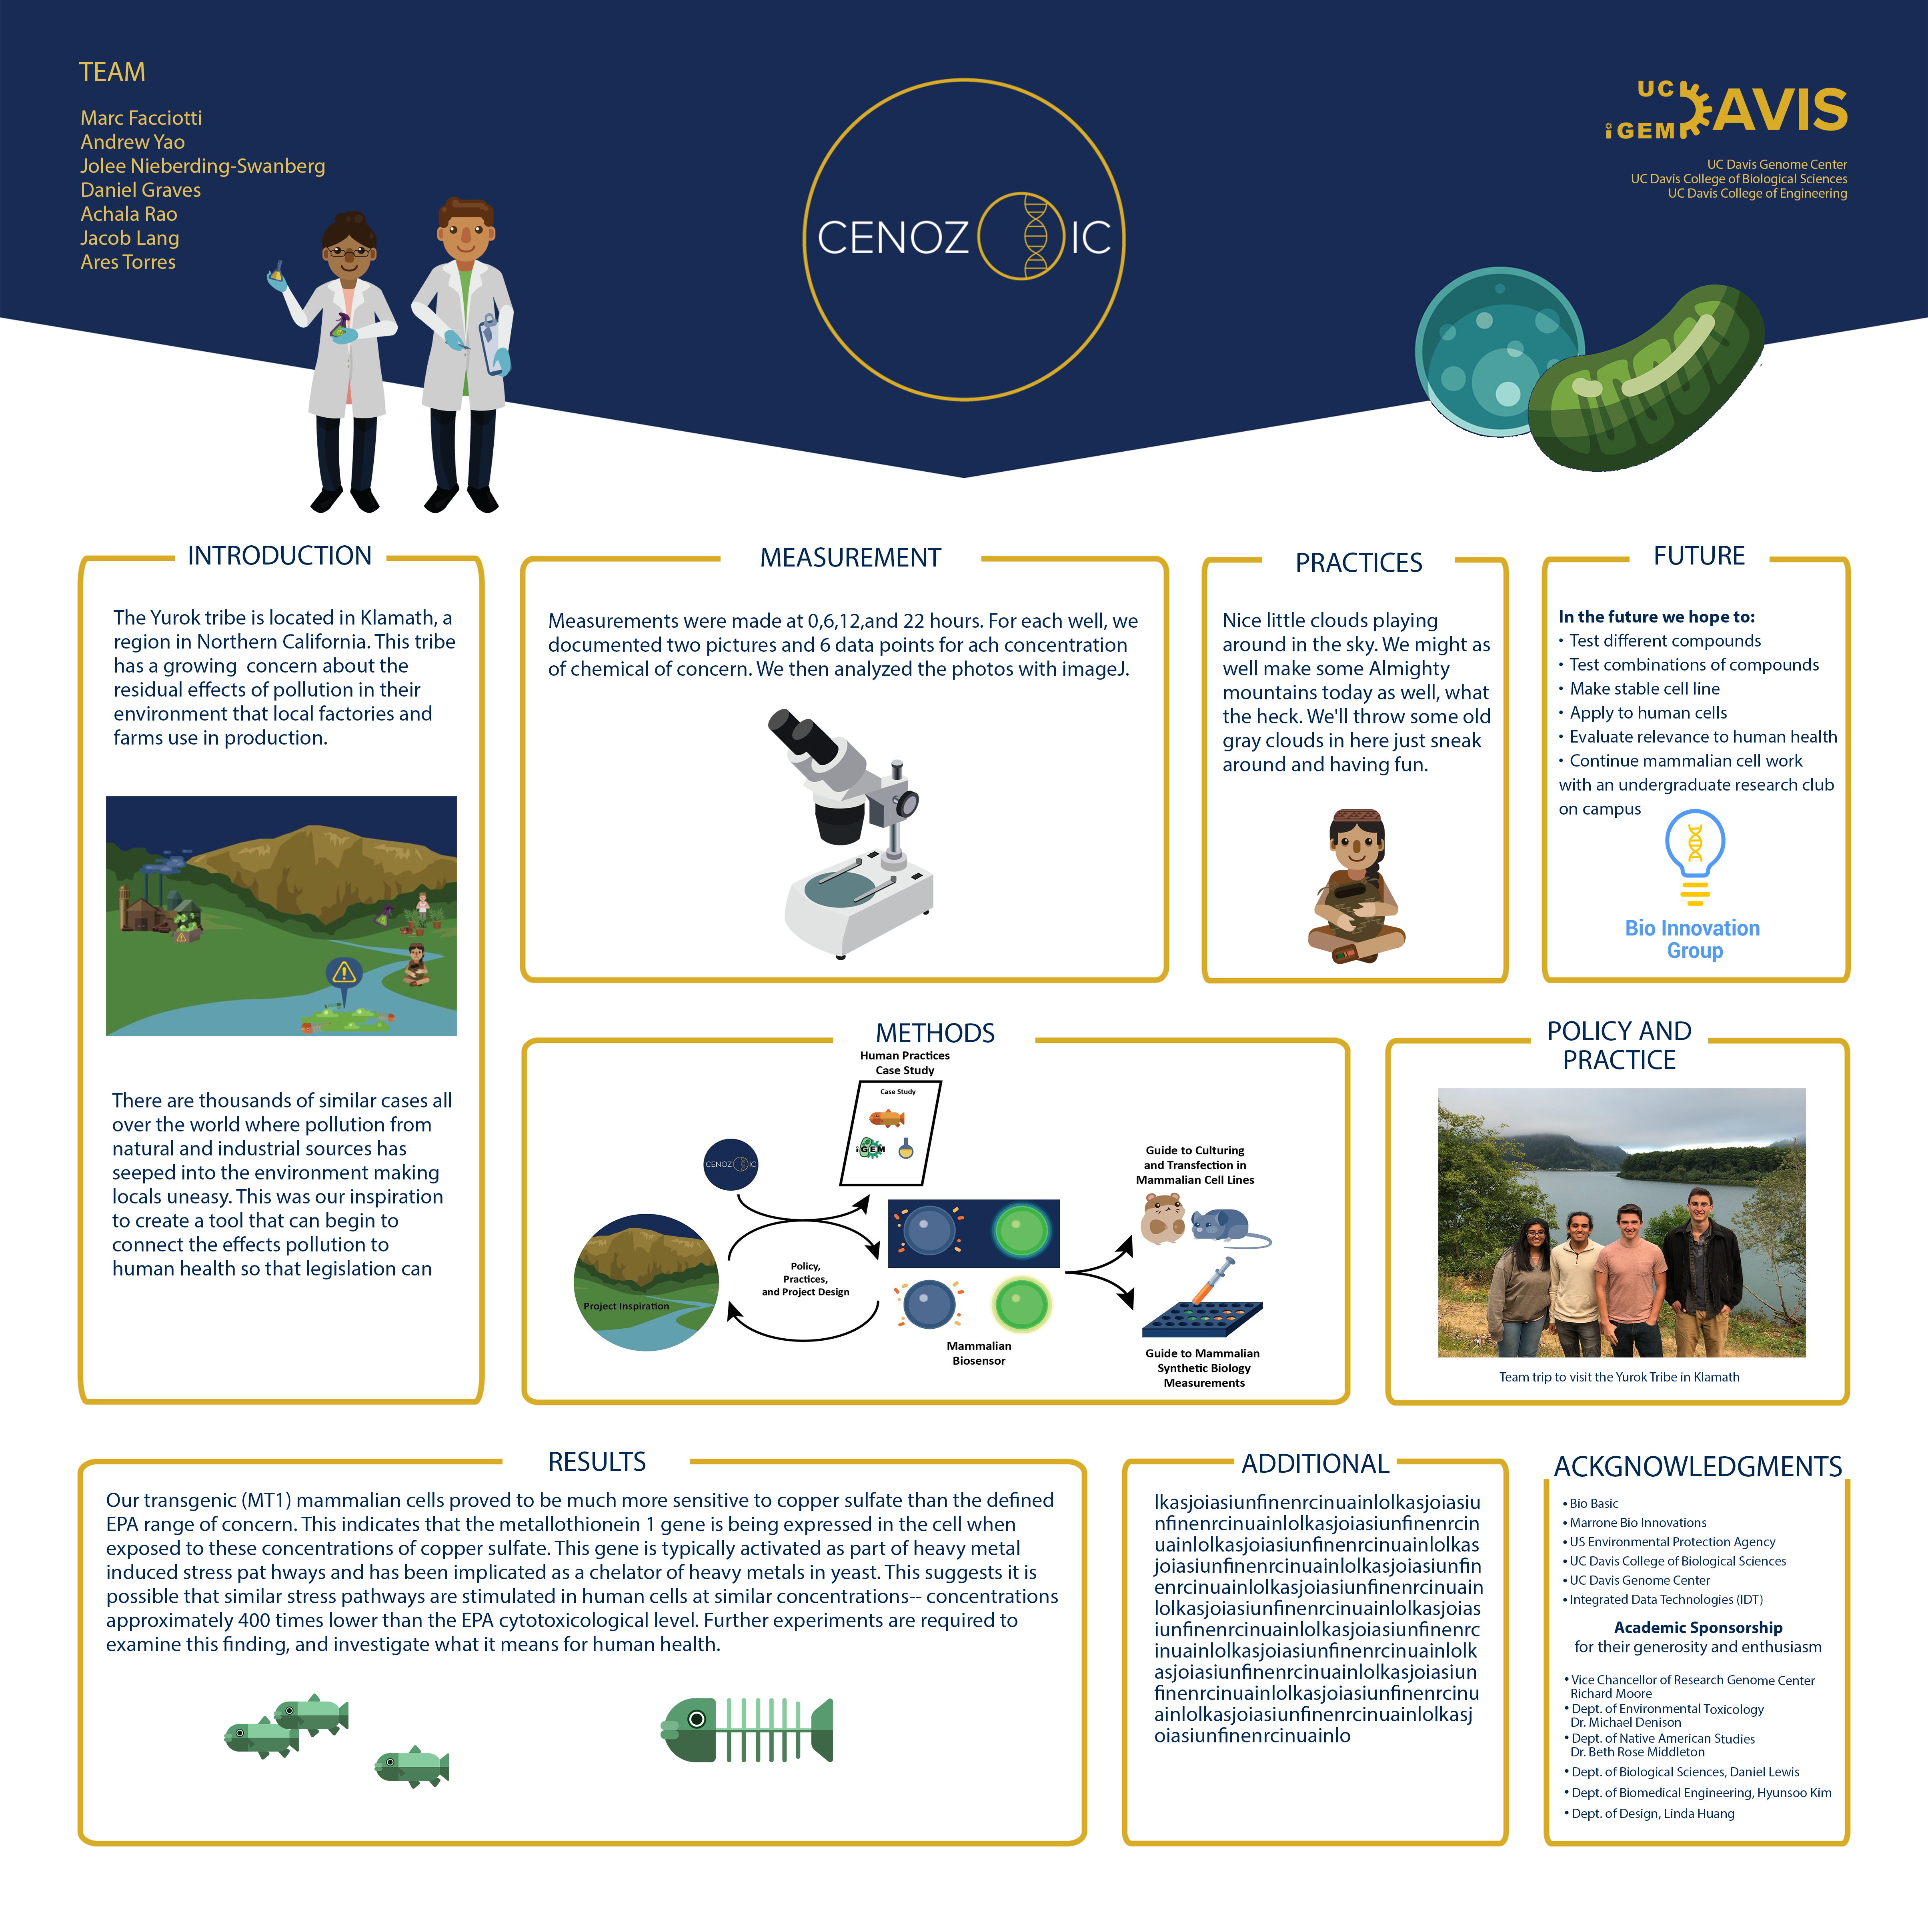 TEAM
Marc Facciotti
Andrew Yao
Jolee Nieberding-Swanberg
Daniel Graves
Achala Rao
Jacob Lang
Ares Torres
CENOZ IC
UC
DAVIS
iGEM
UC Davis Genome Center
UC Davis College of Biological Sciences
UC Davis College of Engineering
INTRODUCTION
The Yurok tribe is located in Klamath, a
region in Northern California. This tribe
has a growing  concern about the
residual effects of pollution in their
environment that local factories and
farms use in production.
There are thousands of similar cases all
over the world where pollution from
natural and industrial sources has
seeped into the environment making
locals uneasy. This was our inspiration
to create a tool that can begin to
connect the effects pollution to
human health so that legislation can
MEASUREMENT
Measurements were made at 0,6,12,and 22 hours. For each well, we
documented two pictures and 6 data points for ach concentration
of chemical of concern. We then analyzed the photos with imageJ.
PRACTICES
Nice little clouds playing
around in the sky. We might as
well make some Almighty
mountains today as well, what
the heck. We'll throw some old
gray clouds in here just sneak
around and having fun.
FUTURE
In the future we hope to:
• Test different compounds
• Test combinations of compounds
• Make stable cell line
• Apply to human cells
• Evaluate relevance to human health
• Continue mammalian cell work
with an undergraduate research club
on campus
Bio Innovation
Group
METHODS
Human Practices
Case Study
Case Study
iGEM
CENOZ IC
Project Inspiration
Policy,
Practices,
and Project Design
Mammalian
Biosensor
Guide to Culturing
and Transfection in
Mammalian Cell Lines
Guide to Mammalian
Synthetic Biology
Measurements
POLICY AND
PRACTICE
Team trip to visit the Yurok Tribe in Klamath
RESULTS
Our transgenic (MT1) mammalian cells proved to be much more sensitive to copper sulfate than the defined
EPA range of concern. This indicates that the metallothionein 1 gene is being expressed in the cell when
exposed to these concentrations of copper sulfate. This gene is typically activated as part of heavy metal
induced stress pat hways and has been implicated as a chelator of heavy metals in yeast. This suggests it is
possible that similar stress pathways are stimulated in human cells at similar concentrations-- concentrations
approximately 400 times lower than the EPA cytotoxicological level. Further experiments are required to
examine this finding, and investigate what it means for human health.
ADDITIONAL
lkasjoiasiunfinenrcinuainlolkasjoiasiu
nfinenrcinuainlolkasjoiasiunfinenrcin
uainlolkasjoiasiunfinenrcinuainlolkas
joiasiunfinenrcinuainlolkasjoiasiunfin
enrcinuainlolkasjoiasiunfinenrcinuain
lolkasjoiasiunfinenrcinuainlolkasjoias
iunfinenrcinuainlolkasjoiasiunfinenrc
inuainlolkasjoiasiunfinenrcinuainlolk
asjoiasiunfinenrcinuainlolkasjoiasiun
finenrcinuainlolkasjoiasiunfinenrcinu
ainlolkasjoiasiunfinenrcinuainlolkasj
oiasiunfinenrcinuainlo
ACKGNOWLEDGMENTS
• Bio Basic
• Marrone Bio Innovations
• US Environmental Protection Agency
• UC Davis College of Biological Sciences
• UC Davis Genome Center
• Integrated Data Technologies (IDT)
Academic Sponsorship
for their generosity and enthusiasm
• Vice Chancellor of Research Genome Center
Richard Moore
• Dept. of Environmental Toxicology
Dr. Michael Denison
• Dept. of Native American Studies
Dr. Beth Rose Middleton
• Dept. of Biological Sciences, Daniel Lewis
• Dept. of Biomedical Engineering, Hyunsoo Kim
• Dept. of Design, Linda Huang